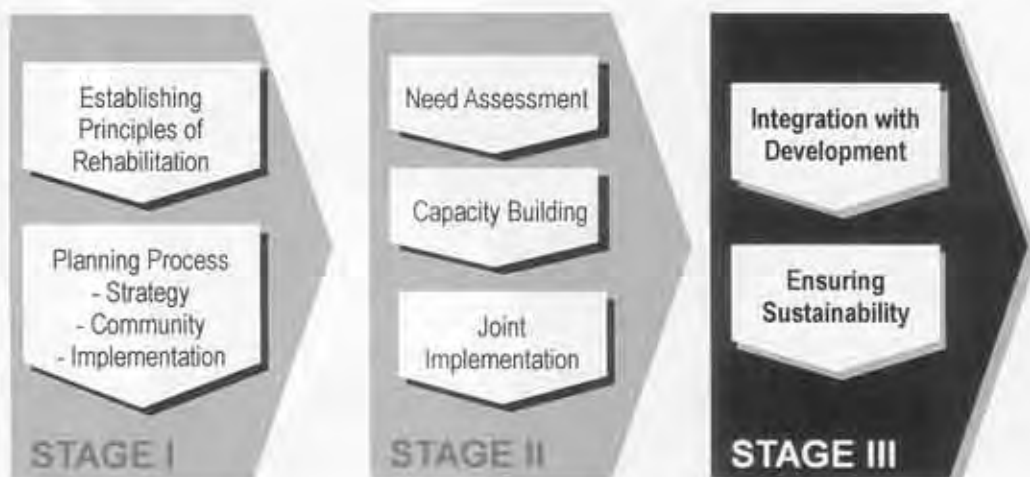 Establishing
Principles of
Rehabilitation
Planning Process
- Strategy
- Community
- Implementation
STAGE I
Need Assessment
Capacity Building
Joint
Implementation
STAGE II
Integration with
Development
Ensuring
Sustainability
STAGE III